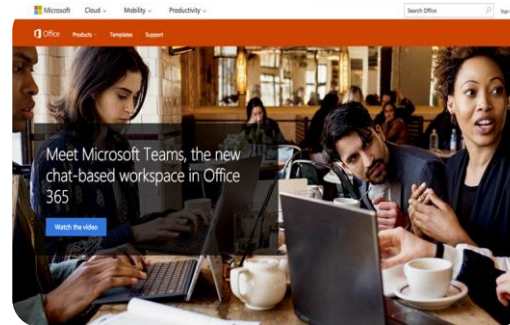 Microsoft Cloud Mobility Productivity Search Office Sign
Office Products Templates Support
Meet Microsoft Teams, the new
chat-based workspace in Office
365
Watch the video